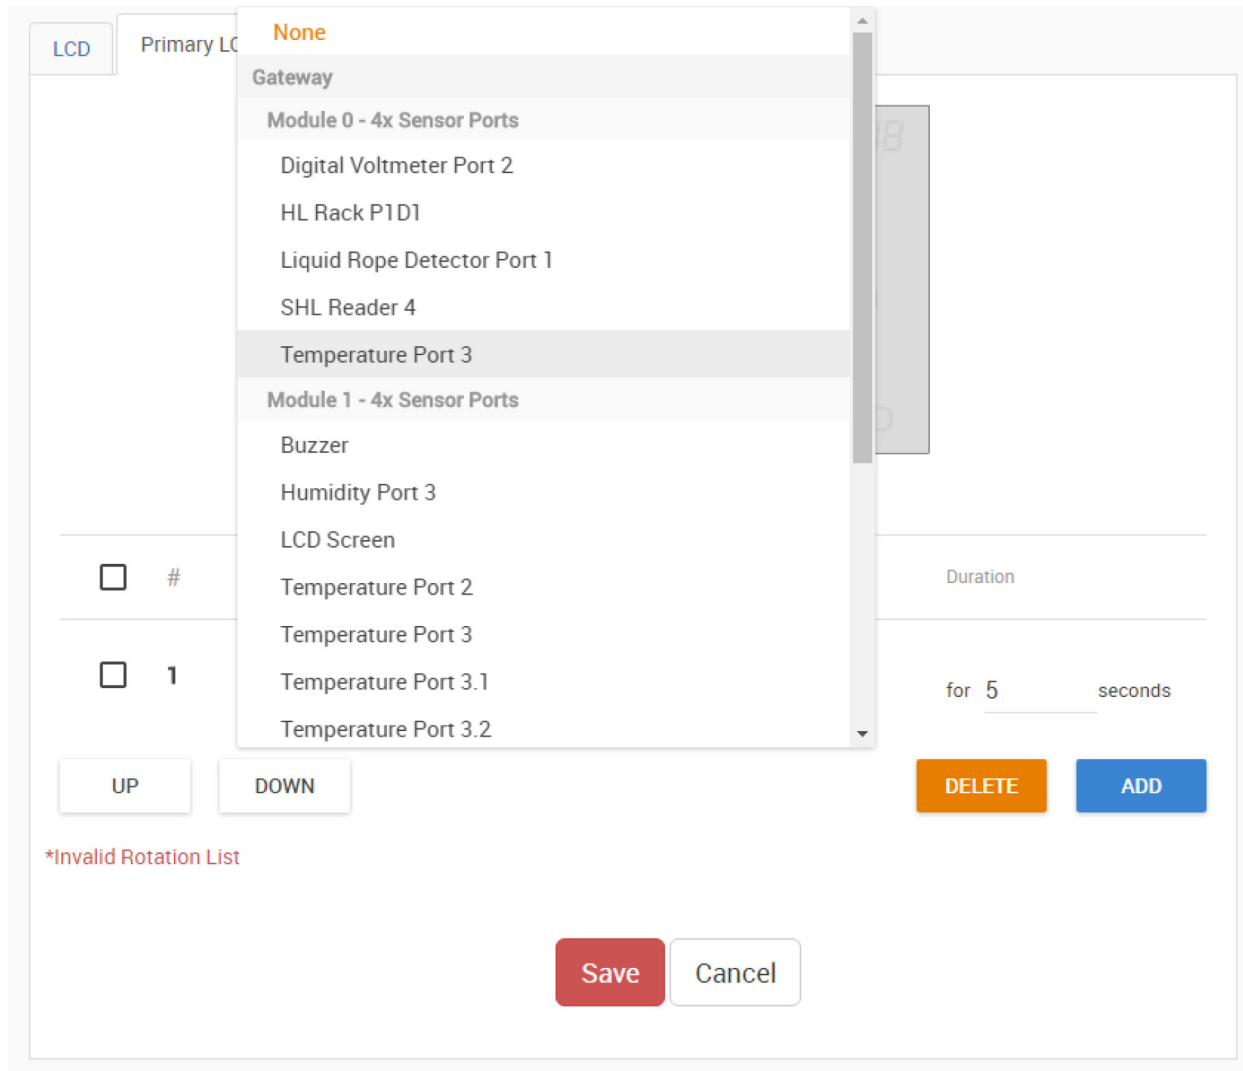 LCD
Primary LC
None
Gateway
Module 0 - 4x Sensor Ports
Digital Voltmeter Port 2
HL Rack P1D1
Liquid Rope Detector Port 1
SHL Reader 4
Temperature Port 3
Module 1 - 4x Sensor Ports
Buzzer
Humidity Port 3
LCD Screen
Temperature Port 2
Temperature Port 3
Temperature Port 3.1
Temperature Port 3.2
# Duration
1 for 5 seconds
UP DOWN DELETE ADD
*Invalid Rotation List
Save Cancel